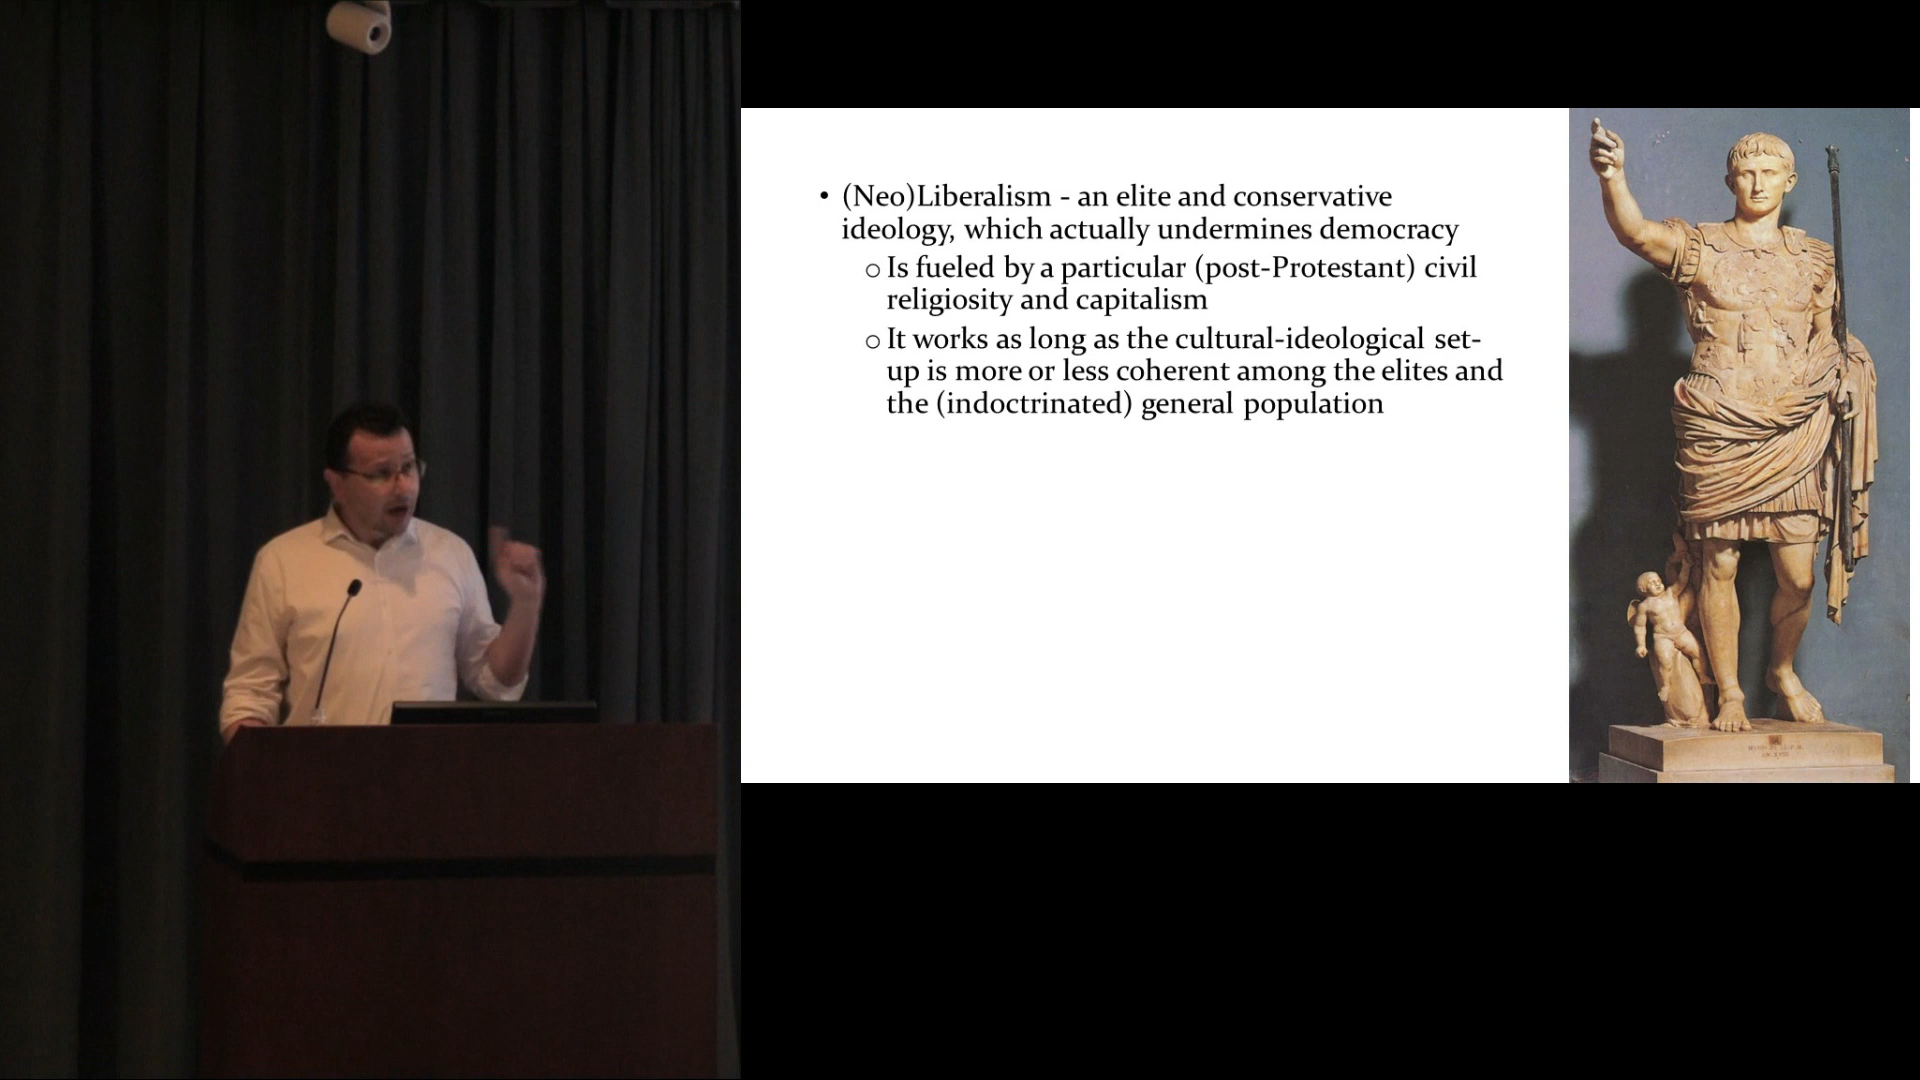 • (Neo)Liberalism - an elite and conservative
ideology, which actually undermines democracy
○ Is fueled by a particular (post-Protestant) civil
religiosity and capitalism
○ It works as long as the cultural-ideological set-
up is more or less coherent among the elites and
the (indoctrinated) general population